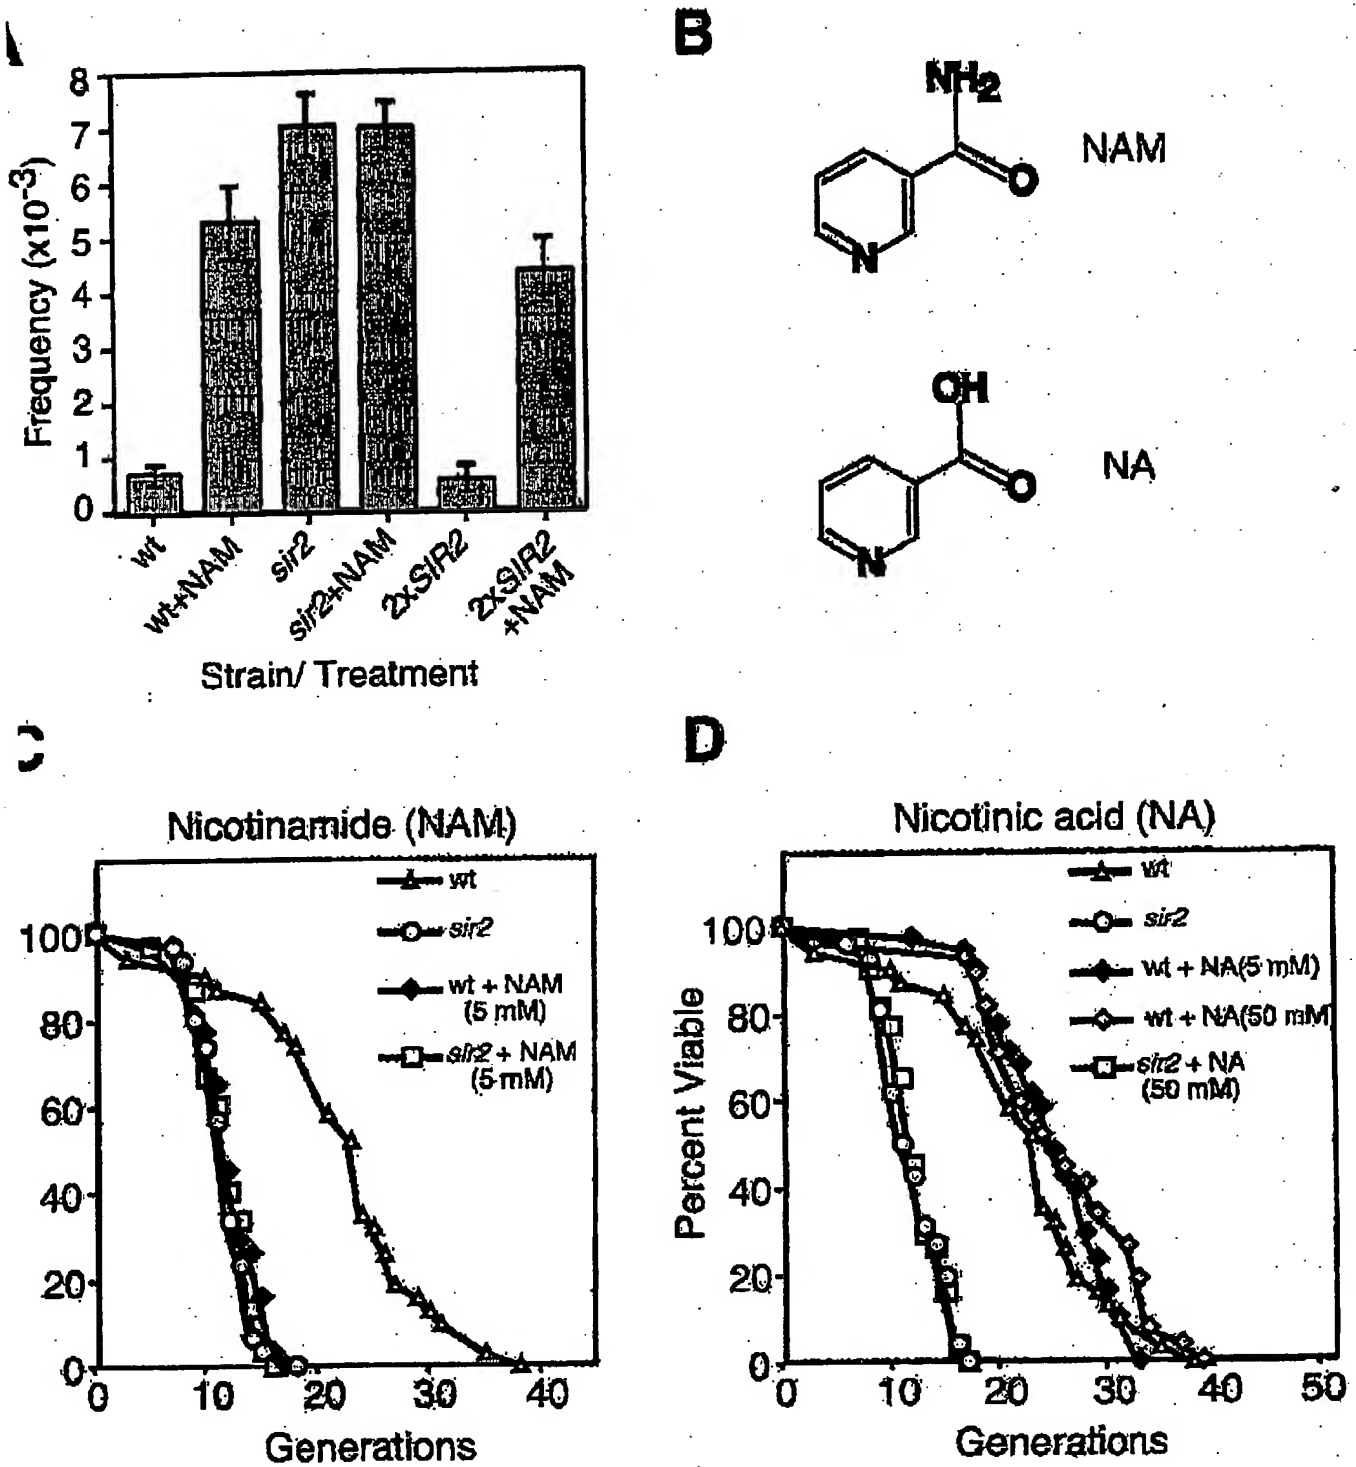 B
8
7
6
5
4
3
2
1
0
Frequency (x10-3)
wt
wt+NAM
sir2
sir2+NAM
2xSIR2
2xSIR2
+NAM
Strain/ Treatment
NH2
O
N
NAM
OH
O
N
NA
D
Nicotinamide (NAM)
wt
sir2
wt + NAM
(5 mM)
sir2 + NAM
(5 mM)
100
80
60
40
20
0
0 10 20 30 40
Generations
Nicotinic acid (NA)
wt
sir2
wt + NA(5 mM)
wt + NA(50 mM)
sir2 + NA
(50 mM)
Percent Viable
100
80
60
40
20
0
0 10 20 30 40 50
Generations